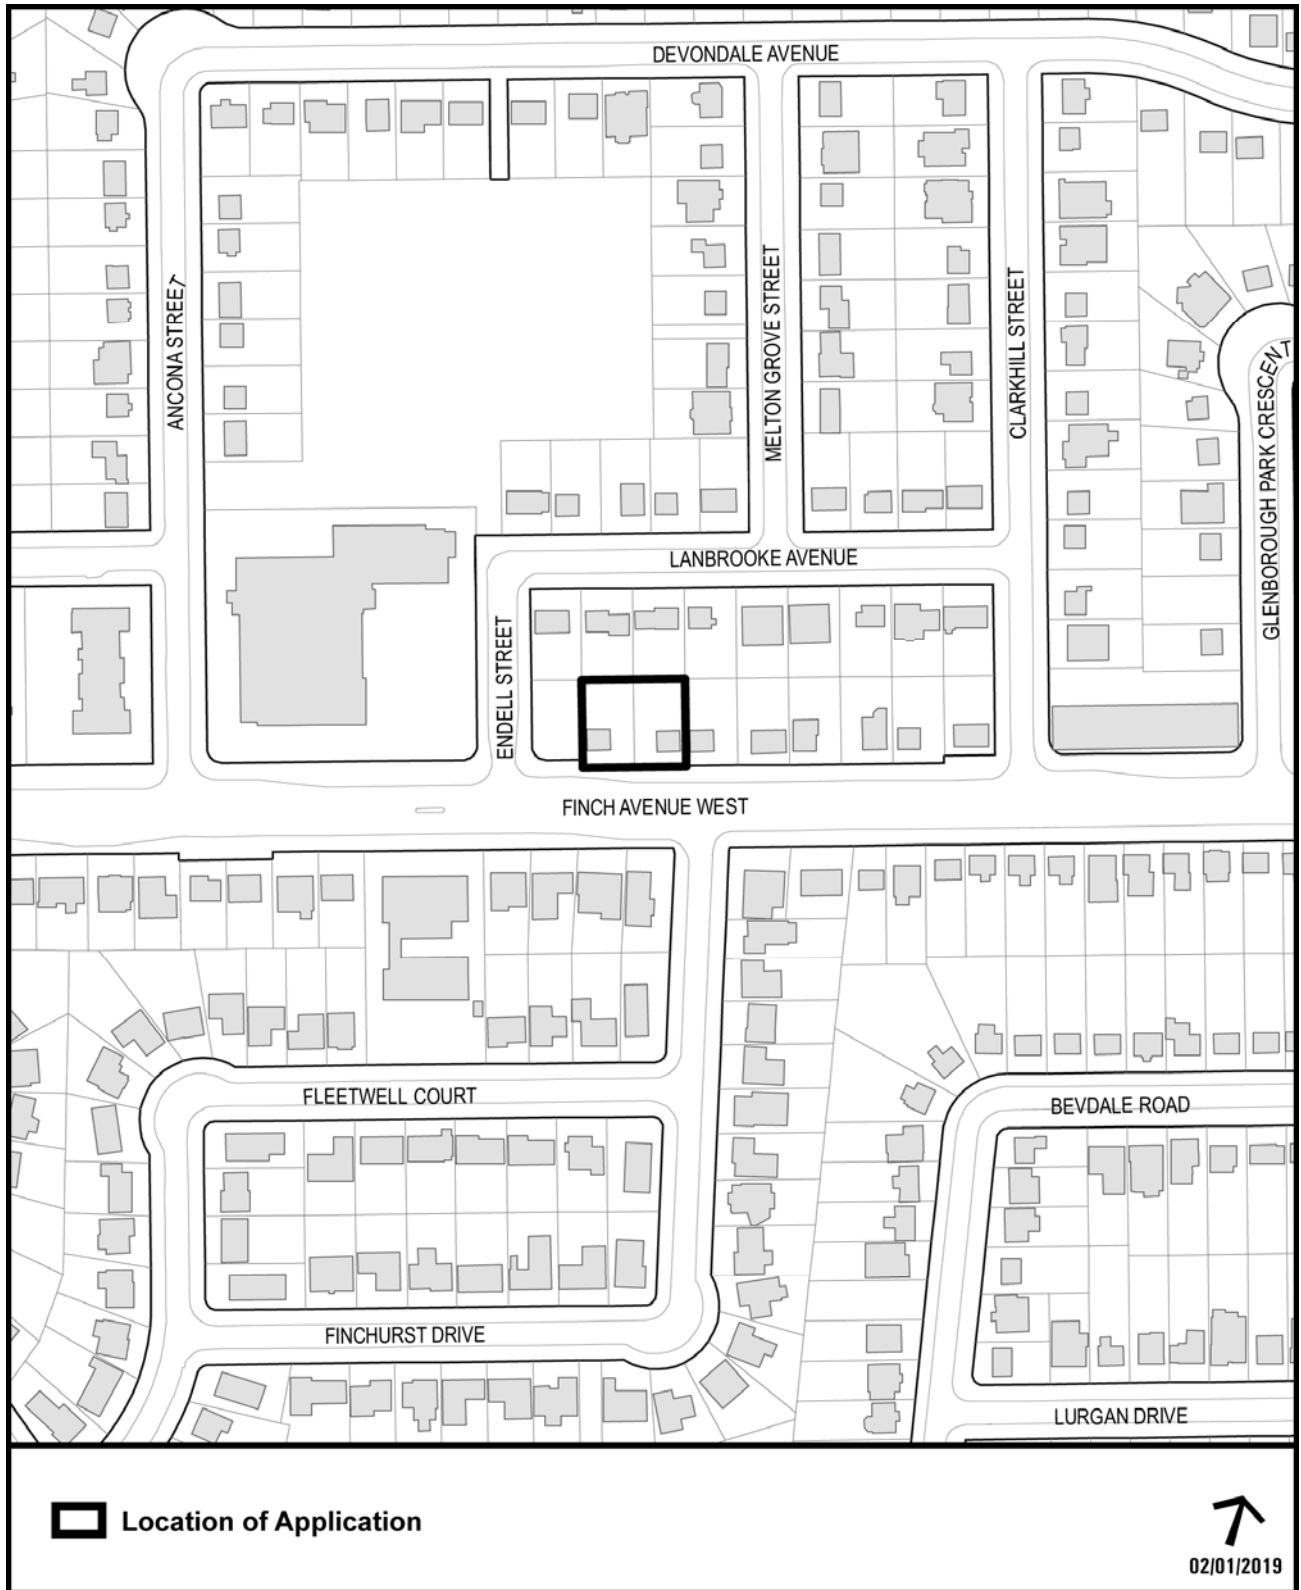 DEVONDALE AVENUE
ANCONA STREET
MELTON GROVE STREET
CLARKHILL STREET
GLENBOROUGH PARK CRESCENT
LANBROOKE AVENUE
ENDELL STREET
FINCH AVENUE WEST
FLEETWELL COURT
BEVDALE ROAD
FINCHURST DRIVE
LURGAN DRIVE
Location of Application
02/01/2019